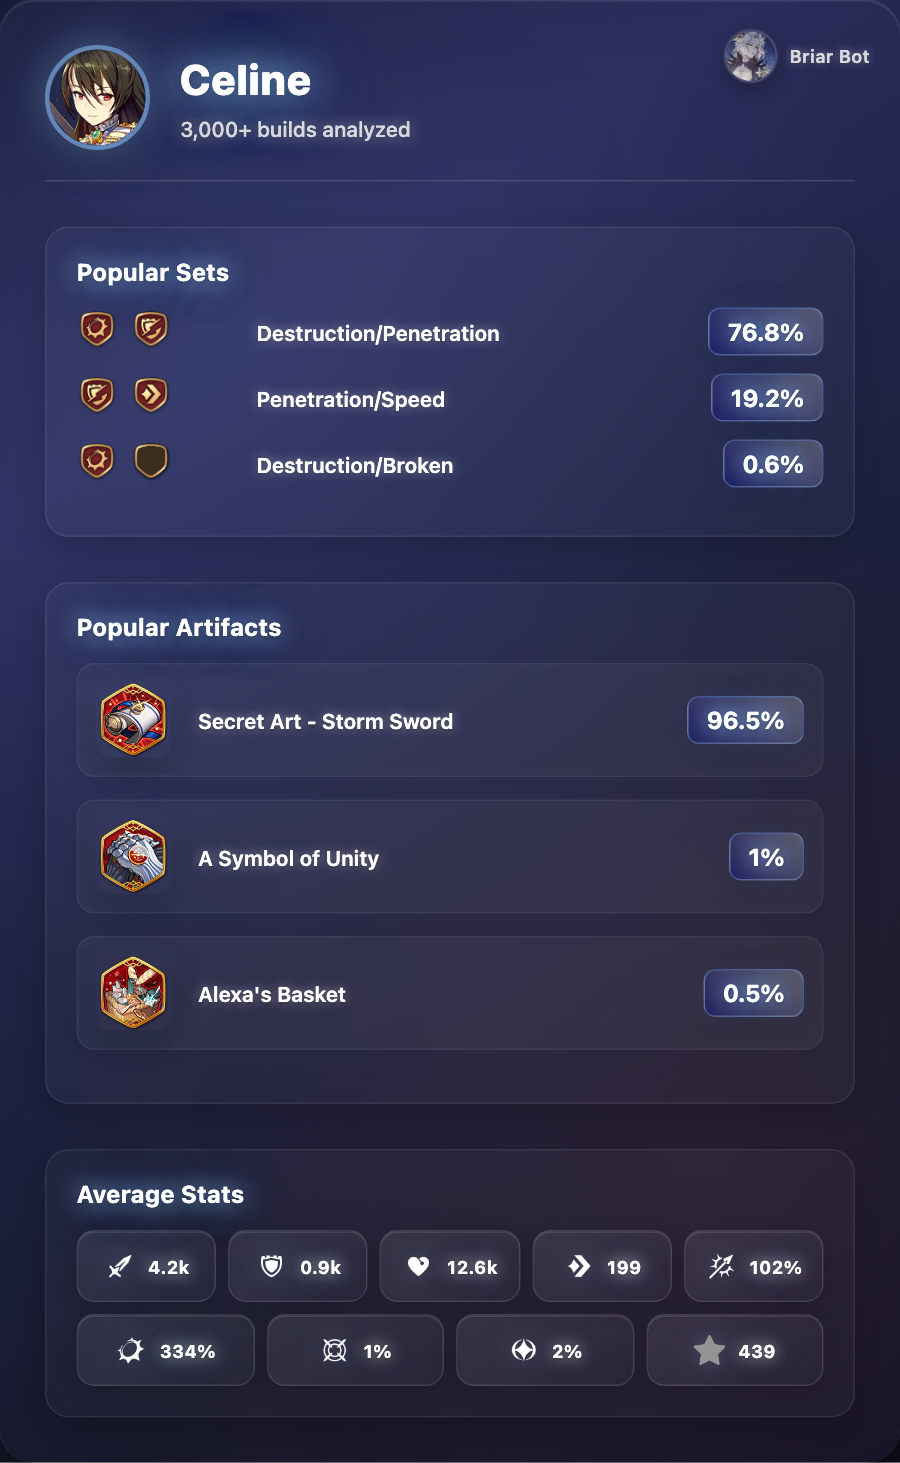 Celine
3,000+ builds analyzed
Briar Bot
Popular Sets
Destruction/Penetration 76.8%
Penetration/Speed 19.2%
Destruction/Broken 0.6%
Popular Artifacts
Secret Art - Storm Sword 96.5%
A Symbol of Unity 1%
Alexa's Basket 0.5%
Average Stats
4.2k 0.9k 12.6k 199 102%
334% 1% 2% 439